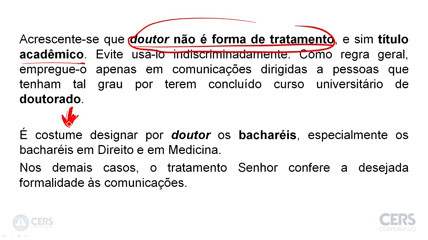 Acrescente-se que doutor não é forma de tratamento, e sim título
acadêmico. Evite usá-lo indiscriminadamente. Como regra geral,
empregue-o apenas em comunicações dirigidas a pessoas que
tenham tal grau por terem concluído curso universitário de
doutorado.
É costume designar por doutor os bacharéis, especialmente os
bacharéis em Direito e em Medicina.
Nos demais casos, o tratamento Senhor confere a desejada
formalidade às comunicações.
CERS
CERS